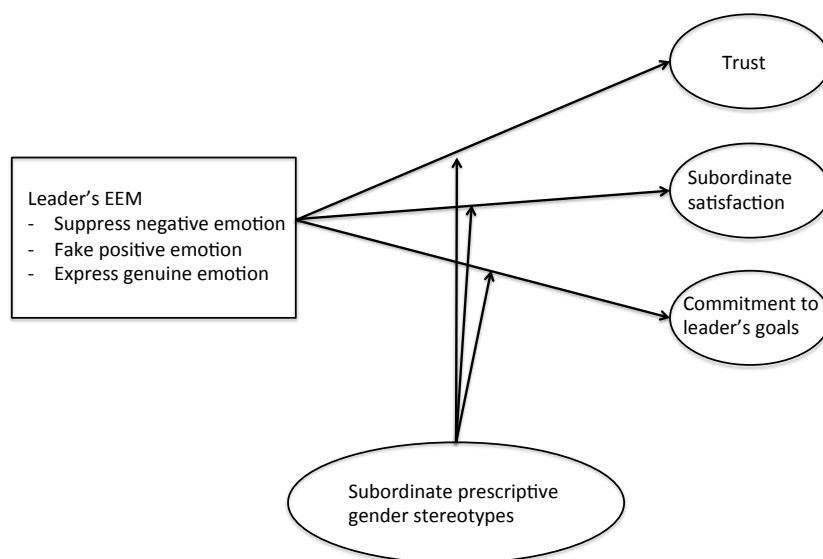 Trust
Leader's EEM
- Suppress negative emotion
- Fake positive emotion
- Express genuine emotion
Subordinate
satisfaction
Commitment to
leader's goals
Subordinate prescriptive
gender stereotypes